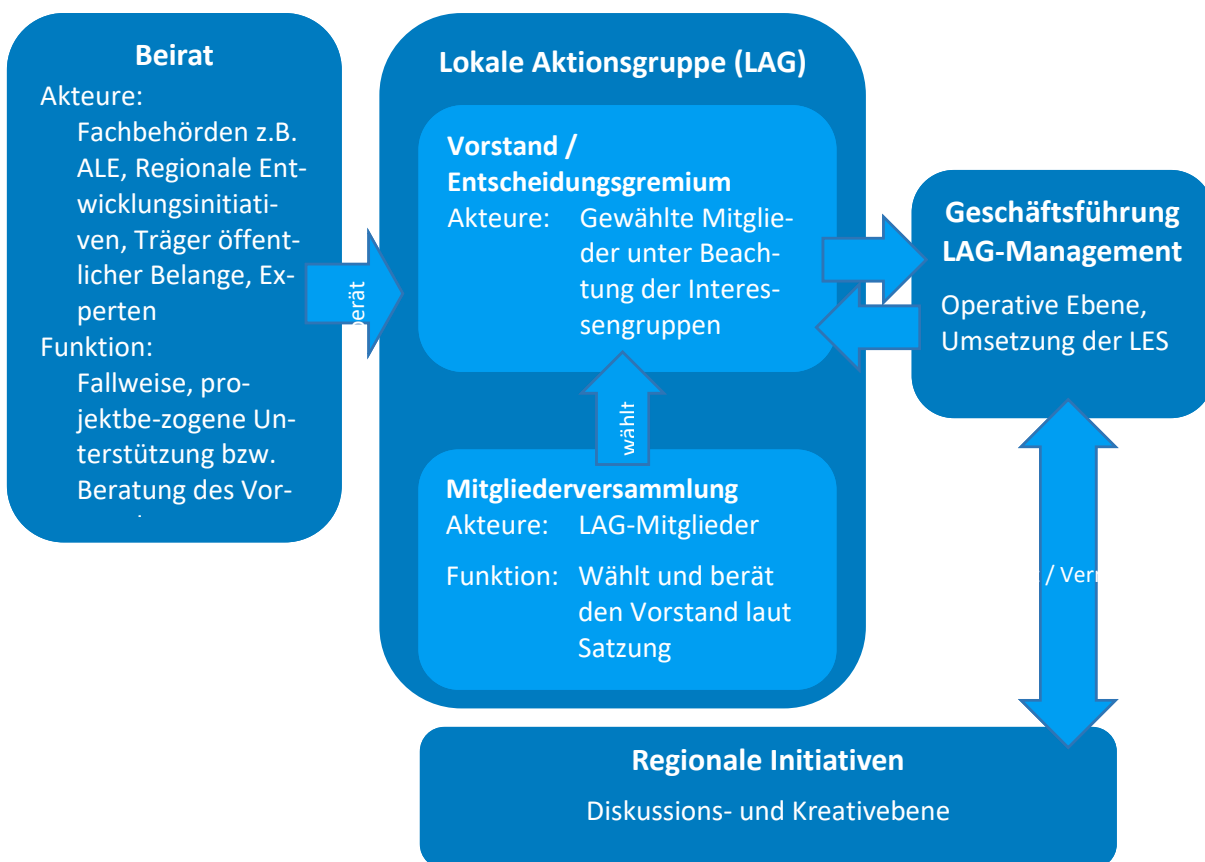 Beirat
Akteure:
Fachbehörden z.B.
ALE, Regionale Ent-
wicklungsinitiati-
ven, Träger öffent-
licher Belange, Ex-
perten
Funktion:
Fallweise, pro-
jektbe-zogene Un-
terstützung bzw.
Beratung des Vor-
berät
Lokale Aktionsgruppe (LAG)
Vorstand /
Entscheidungsgremium
Akteure: Gewählte Mitglie-
der unter Beach-
tung der Interes-
sengruppen
wählt
Mitgliederversammlung
Akteure: LAG-Mitglieder
Funktion: Wählt und berät
den Vorstand laut
Satzung
Geschäftsführung
LAG-Management
Operative Ebene,
Umsetzung der LES
/ Ver
Regionale Initiativen
Diskussions- und Kreativebene